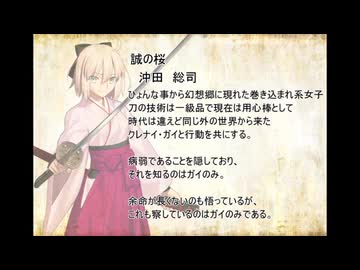 誠の桜
沖田 総司
ひょんな事から幻想郷に現れた巻き込まれ系女子
刀の技術は一級品で現在は用心棒として
時代は違えど同じ外の世界から来た
クレナイ・ガイと行動を共にする。
病弱であることを隠しており、
それを知るのはガイのみ。
余命が長くないのも悟っているが、
これも察しているのはガイのみである。